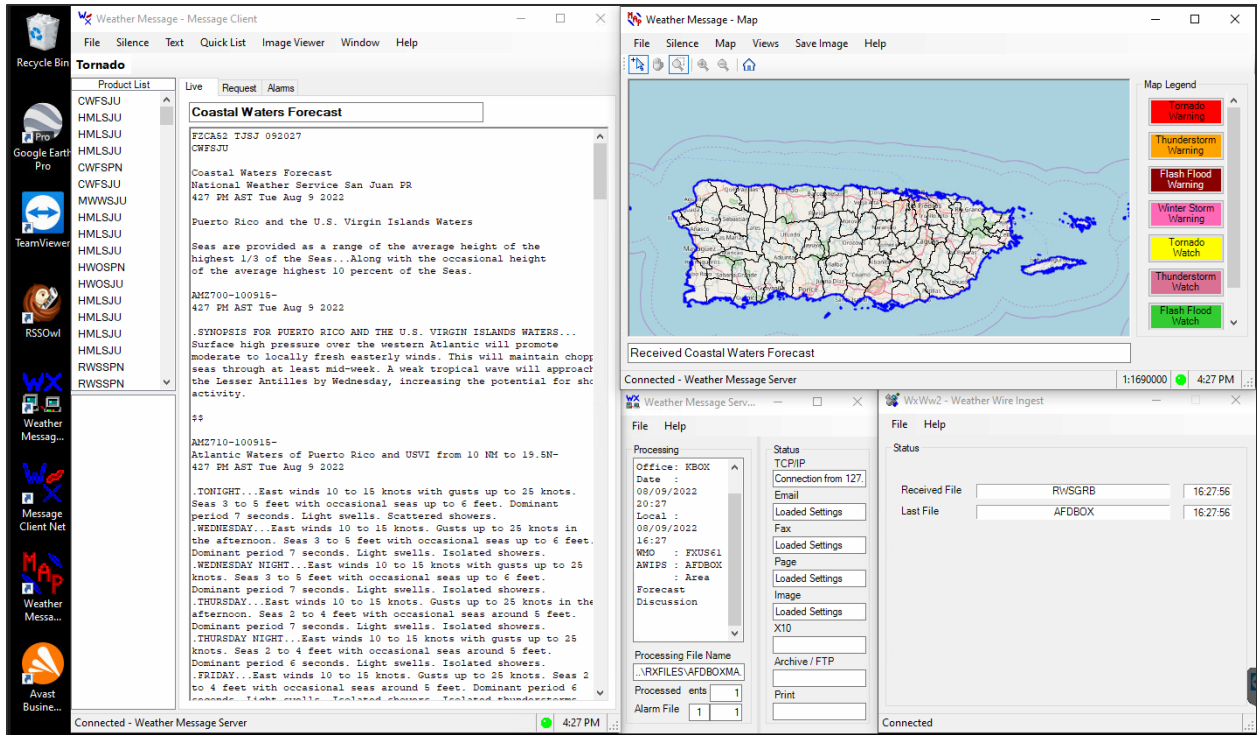 Recycle Bin
Pro
Google Earth
Pro
TeamViewer
RSSOwl
Weather
Messag...
Message
Client Net
Weather
Messa...
Avast
Busine...
Weather Message - Message Client
File Silence Text Quick List Image Viewer Window Help
Tornado
Product List
CWFSJU
HMLSJU
HMLSJU
HMLSJU
CWFSPN
CWFSJU
MWWSJU
HMLSJU
HMLSJU
HMLSJU
HWOSPN
HWOSJU
HMLSJU
HMLSJU
HMLSJU
HMLSJU
RWSSPN
RWSSPN
Live Request Alarms
Coastal Waters Forecast
FZCA52 TJSJ 092027
CWFSJU
Coastal Waters Forecast
National Weather Service San Juan PR
427 PM AST Tue Aug 9 2022
Puerto Rico and the U.S. Virgin Islands Waters
Seas are provided as a range of the average height of the
highest 1/3 of the Seas...Along with the occasional height
of the average highest 10 percent of the Seas.
AMZ700-100915-
427 PM AST Tue Aug 9 2022
.SYNOPSIS FOR PUERTO RICO AND THE U.S. VIRGIN ISLANDS WATERS...
Surface high pressure over the western Atlantic will promote
moderate to locally fresh easterly winds. This will maintain chopp
seas through at least mid-week. A weak tropical wave will approach
the Lesser Antilles by Wednesday, increasing the potential for sho
activity.
$$
AMZ710-100915-
Atlantic Waters of Puerto Rico and USVI from 10 NM to 19.5N-
427 PM AST Tue Aug 9 2022
.TONIGHT...East winds 10 to 15 knots with gusts up to 25 knots.
Seas 3 to 5 feet with occasional seas up to 6 feet. Dominant
period 7 seconds. Light swells. Scattered showers.
.WEDNESDAY...East winds 10 to 15 knots. Gusts up to 25 knots in
the afternoon. Seas 3 to 5 feet with occasional seas up to 6 feet.
Dominant period 7 seconds. Light swells. Isolated showers.
.WEDNESDAY NIGHT...East winds 10 to 15 knots with gusts up to 25
knots. Seas 3 to 5 feet with occasional seas up to 6 feet.
Dominant period 7 seconds. Light swells. Isolated showers.
.THURSDAY...East winds 10 to 15 knots. Gusts up to 25 knots in the
afternoon. Seas 2 to 4 feet with occasional seas around 5 feet.
Dominant period 7 seconds. Light swells. Isolated showers.
.THURSDAY NIGHT...East winds 10 to 15 knots with gusts up to 25
knots. Seas 2 to 4 feet with occasional seas around 5 feet.
Dominant period 6 seconds. Light swells. Isolated showers.
.FRIDAY...East winds 10 to 15 knots. Gusts up to 25 knots. Seas 2
to 4 feet with occasional seas around 5 feet. Dominant period 6
seconds. Light swells. Isolated showers. Isolated thunderstorms
Connected - Weather Message Server 4:27 PM
Weather Message - Map
File Silence Map Views Save Image Help
Map Legend
Tornado
Warning
Thunderstorm
Warning
Flash Flood
Warning
Winter Storm
Warning
Tornado
Watch
Thunderstorm
Watch
Flash Flood
Watch
San Sebastián
Utuado
Orocovis
Caguas
Ponce
Coamo
Sabana Grande
Received Coastal Waters Forecast
Connected - Weather Message Server 1:1690000 4:27 PM
Weather Message Serv...
File Help
Processing
Office: KBOX
Date :
08/09/2022
20:27
Local :
08/09/2022
16:27
WMO : FXUS61
AWIPS : AFDBOX
: Area
Forecast
Discussion
Processing File Name
..\RXFILES\AFDBOXMA.
Processed ents 1
Alarm File 1 1
Status
TCP/IP
Connection from 127.
Email
Loaded Settings
Fax
Loaded Settings
Page
Loaded Settings
Image
Loaded Settings
X10
Archive / FTP
Print
WxWw2 - Weather Wire Ingest
File Help
Status
Received File RWSGRB 16:27:56
Last File AFDBOX 16:27:56
Connected